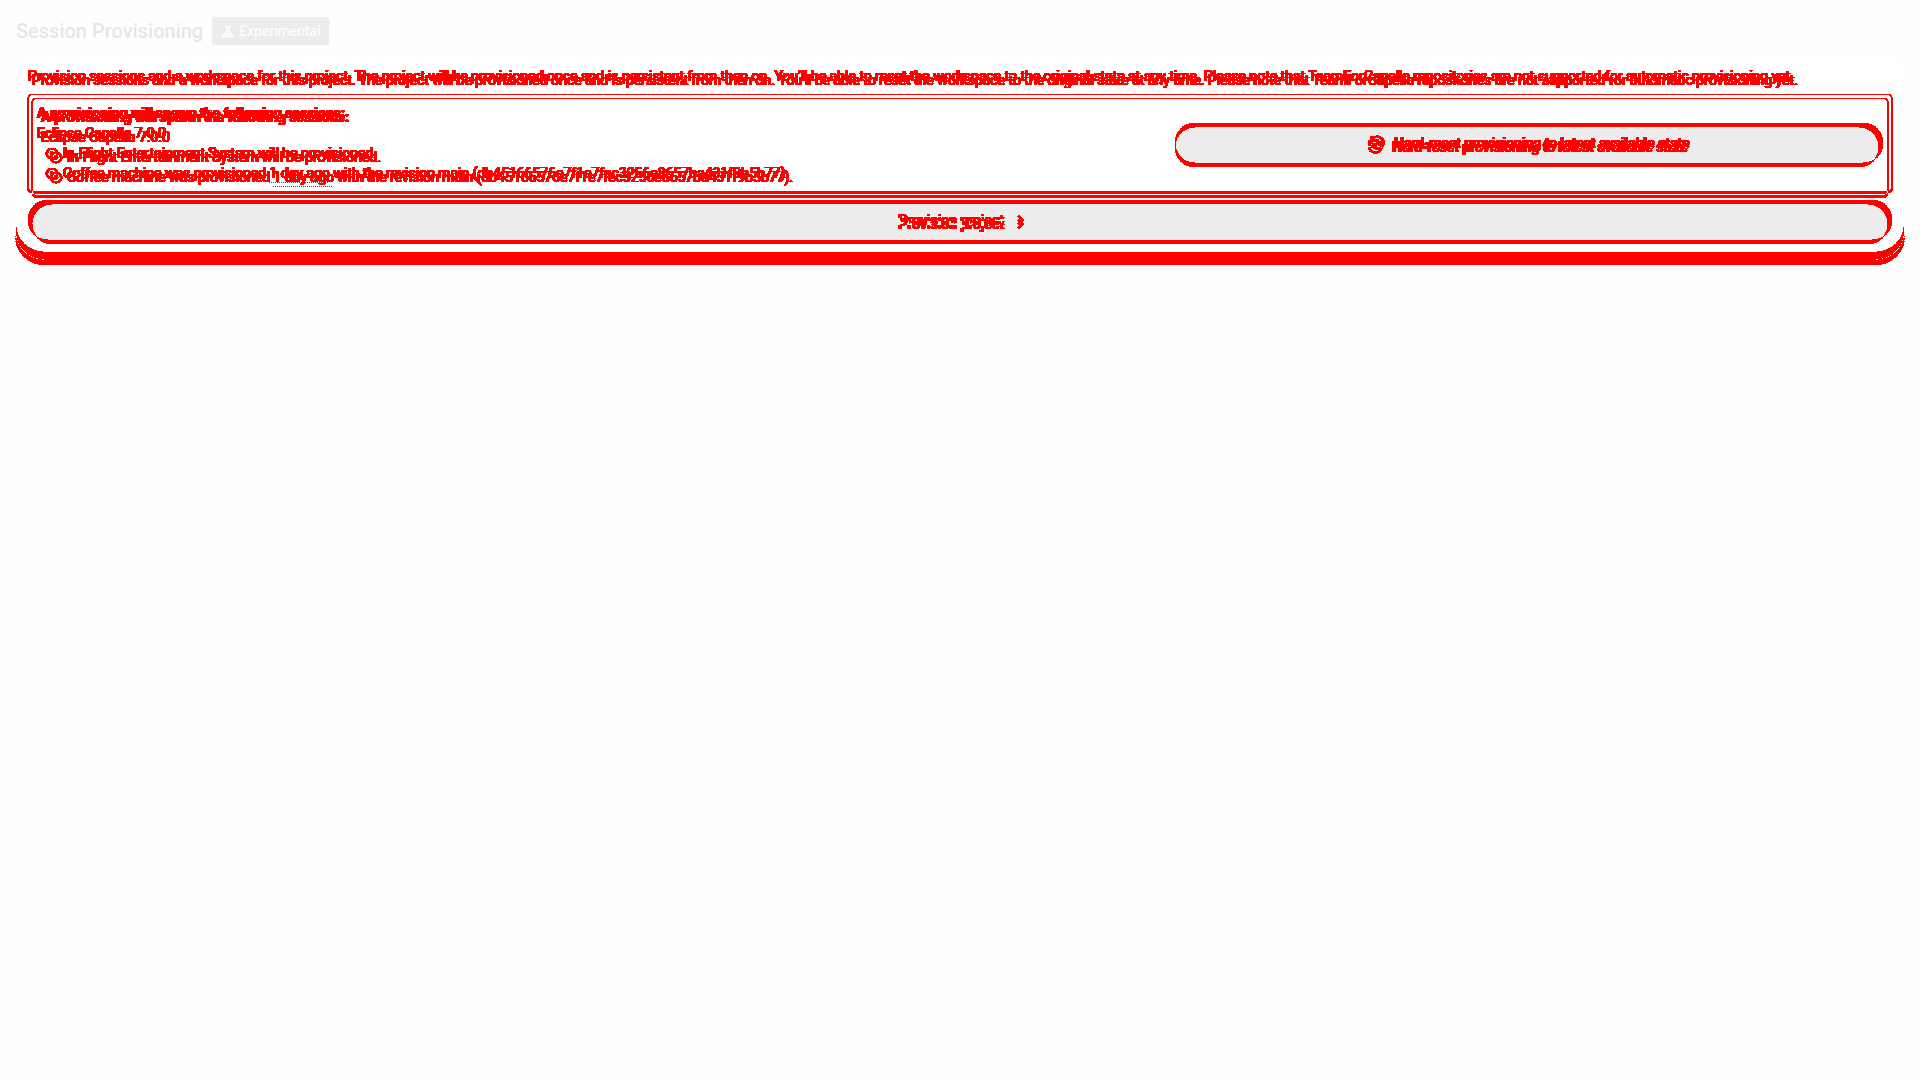 Session Provisioning
Experimental
Provision sessions and a workspace for this project. The project will be provisioned once and is persistent from then on. You'll be able to reset the workspace to the original state at any time. Please note that TeamForCapella repositories are not supported for automatic provisioning yet.
A provisioning will spawn the following sessions:
Eclipse Capella 7.0.0
In-Flight Entertainment System will be provisioned.
Coffee machine was provisioned 1 day ago with the revision main
Hard-reset provisioning to latest available state
Provision project